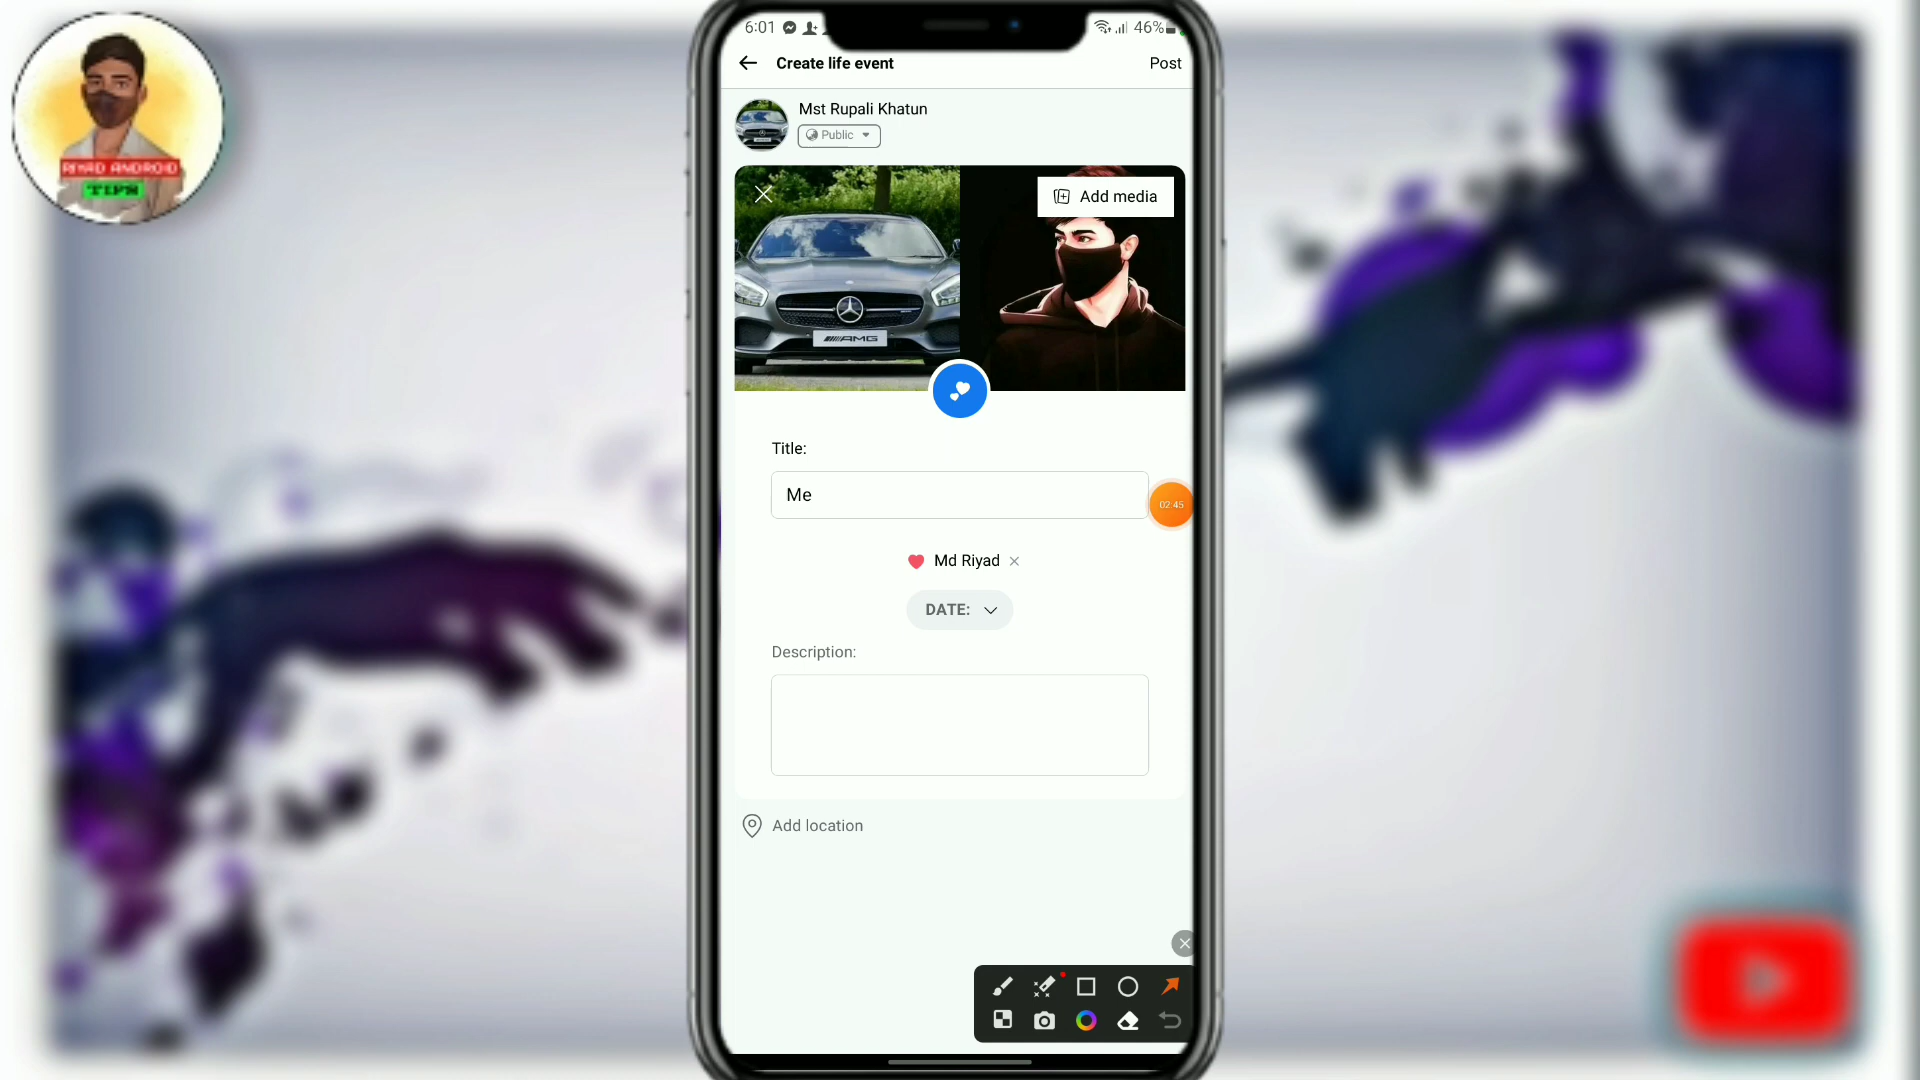 RIYAD ANDROID
TIPS
6:01
46%
Create life event
Post
Mst Rupali Khatun
Public
Add media
AMG
Title:
Me
02:45
Md Riyad
DATE:
Description:
Add location